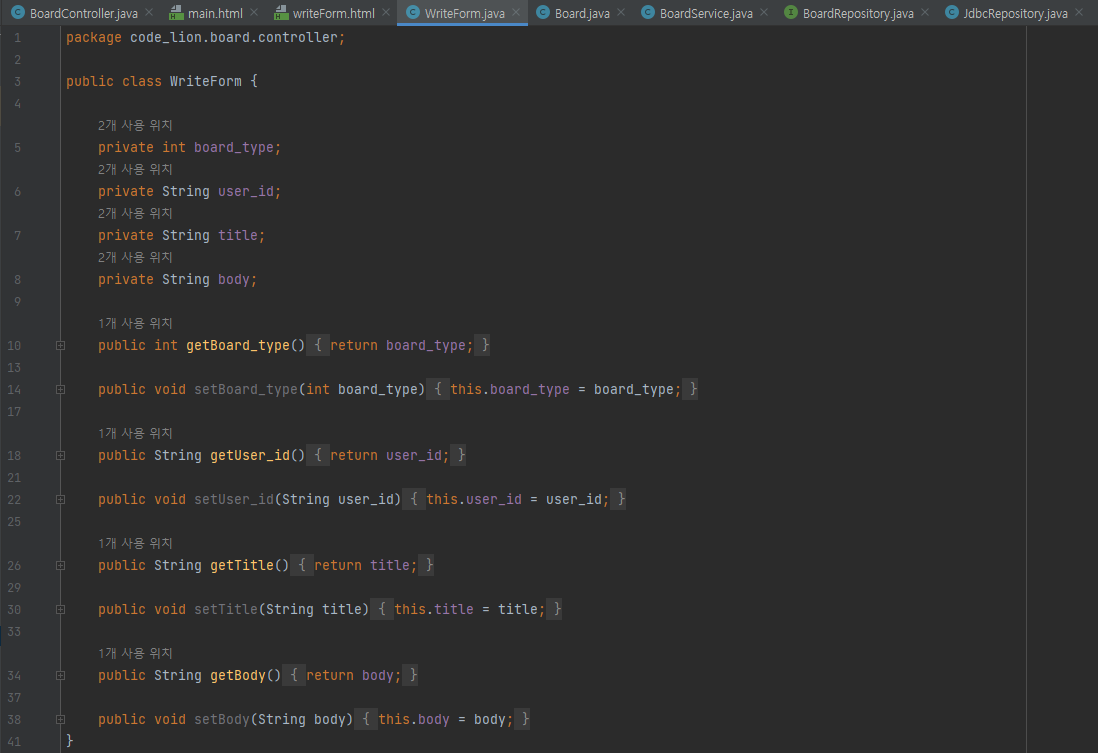 BoardController.java main.html writeForm.html WriteForm.java Board.java BoardService.java BoardRepository.java JdbcRepository.java
1 package code_lion.board.controller;
2
3 public class WriteForm {
4
2개 사용 위치
5 private int board_type;
2개 사용 위치
6 private String user_id;
2개 사용 위치
7 private String title;
2개 사용 위치
8 private String body;
9
1개 사용 위치
10 public int getBoard_type() { return board_type; }
13
14 public void setBoard_type(int board_type) { this.board_type = board_type; }
17
1개 사용 위치
18 public String getUser_id() { return user_id; }
21
22 public void setUser_id(String user_id) { this.user_id = user_id; }
25
1개 사용 위치
26 public String getTitle() { return title; }
29
30 public void setTitle(String title) { this.title = title; }
33
1개 사용 위치
34 public String getBody() { return body; }
37
38 public void setBody(String body) { this.body = body; }
41 }